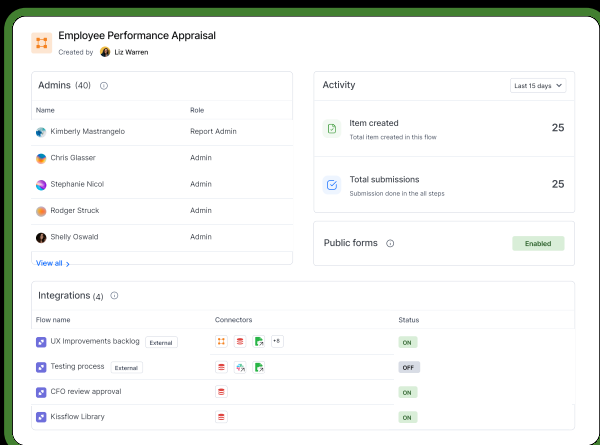 Employee Performance Appraisal
Created by Liz Warren
Admins (40)
Name Role
Kimberly Mastrangelo Report Admin
Chris Glasser Admin
Stephanie Nicol Admin
Rodger Struck Admin
Shelly Oswald Admin
View all
Activity Last 15 days
Item created 25
Total item created in this flow
Total submissions 25
Submission done in the all steps
Public forms Enabled
Integrations (4)
Flow name Connectors Status
UX Improvements backlog External +8 ON
Testing process External OFF
CFO review approval ON
Kissflow Library ON